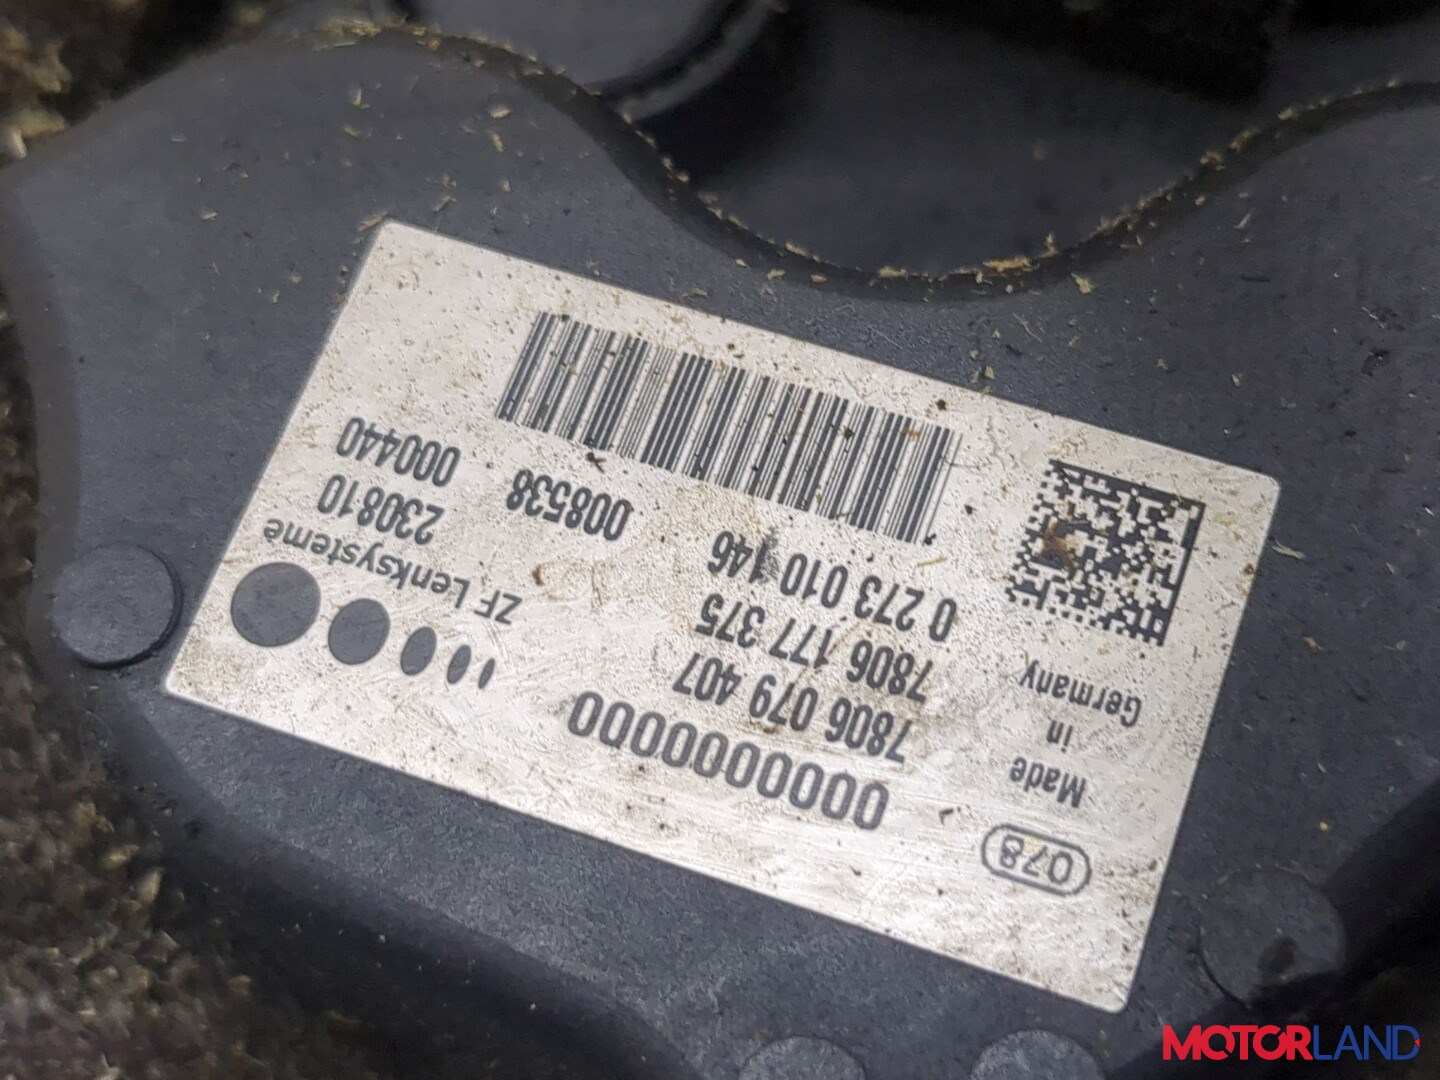 078
Made
in
Germany
0000000000
7806 079 407
7806 177 375
0 273 010 146
ZF Lenksysteme
230810
008538
000440
MOTORLAND